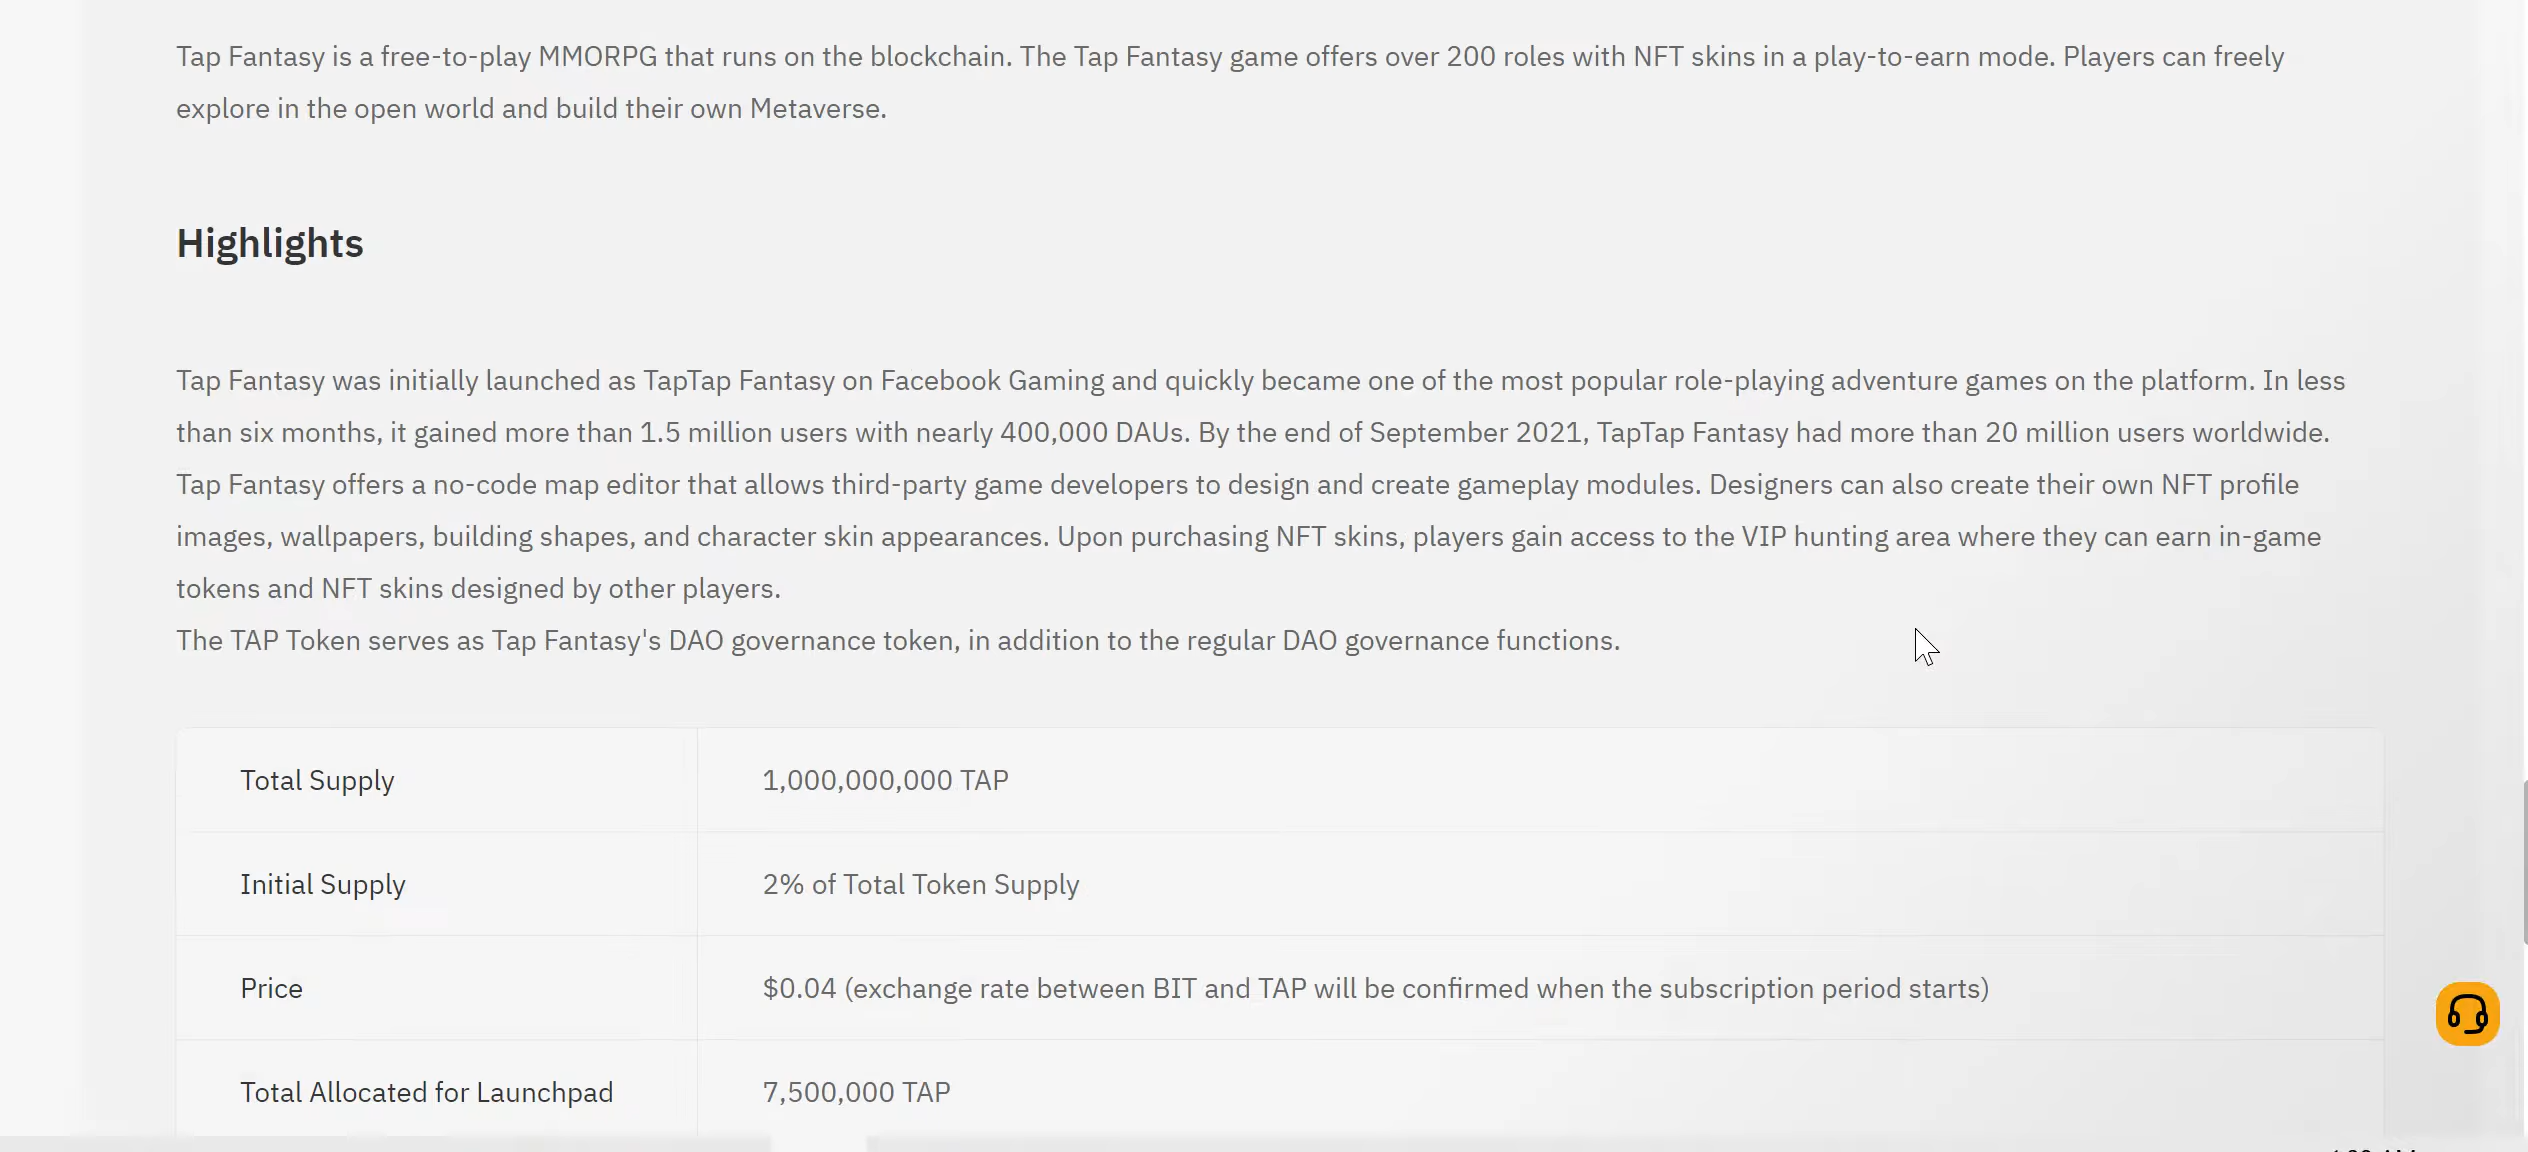 Tap Fantasy is a free-to-play MMORPG that runs on the blockchain. The Tap Fantasy game offers over 200 roles with NFT skins in a play-to-earn mode. Players can freely
explore in the open world and build their own Metaverse.
Highlights
Tap Fantasy was initially launched as TapTap Fantasy on Facebook Gaming and quickly became one of the most popular role-playing adventure games on the platform. In less
than six months, it gained more than 1.5 million users with nearly 400,000 DAUs. By the end of September 2021, TapTap Fantasy had more than 20 million users worldwide.
Tap Fantasy offers a no-code map editor that allows third-party game developers to design and create gameplay modules. Designers can also create their own NFT profile
images, wallpapers, building shapes, and character skin appearances. Upon purchasing NFT skins, players gain access to the VIP hunting area where they can earn in-game
tokens and NFT skins designed by other players.
The TAP Token serves as Tap Fantasy's DAO governance token, in addition to the regular DAO governance functions.
Total Supply 1,000,000,000 TAP
Initial Supply 2% of Total Token Supply
Price $0.04 (exchange rate between BIT and TAP will be confirmed when the subscription period starts)
Total Allocated for Launchpad 7,500,000 TAP